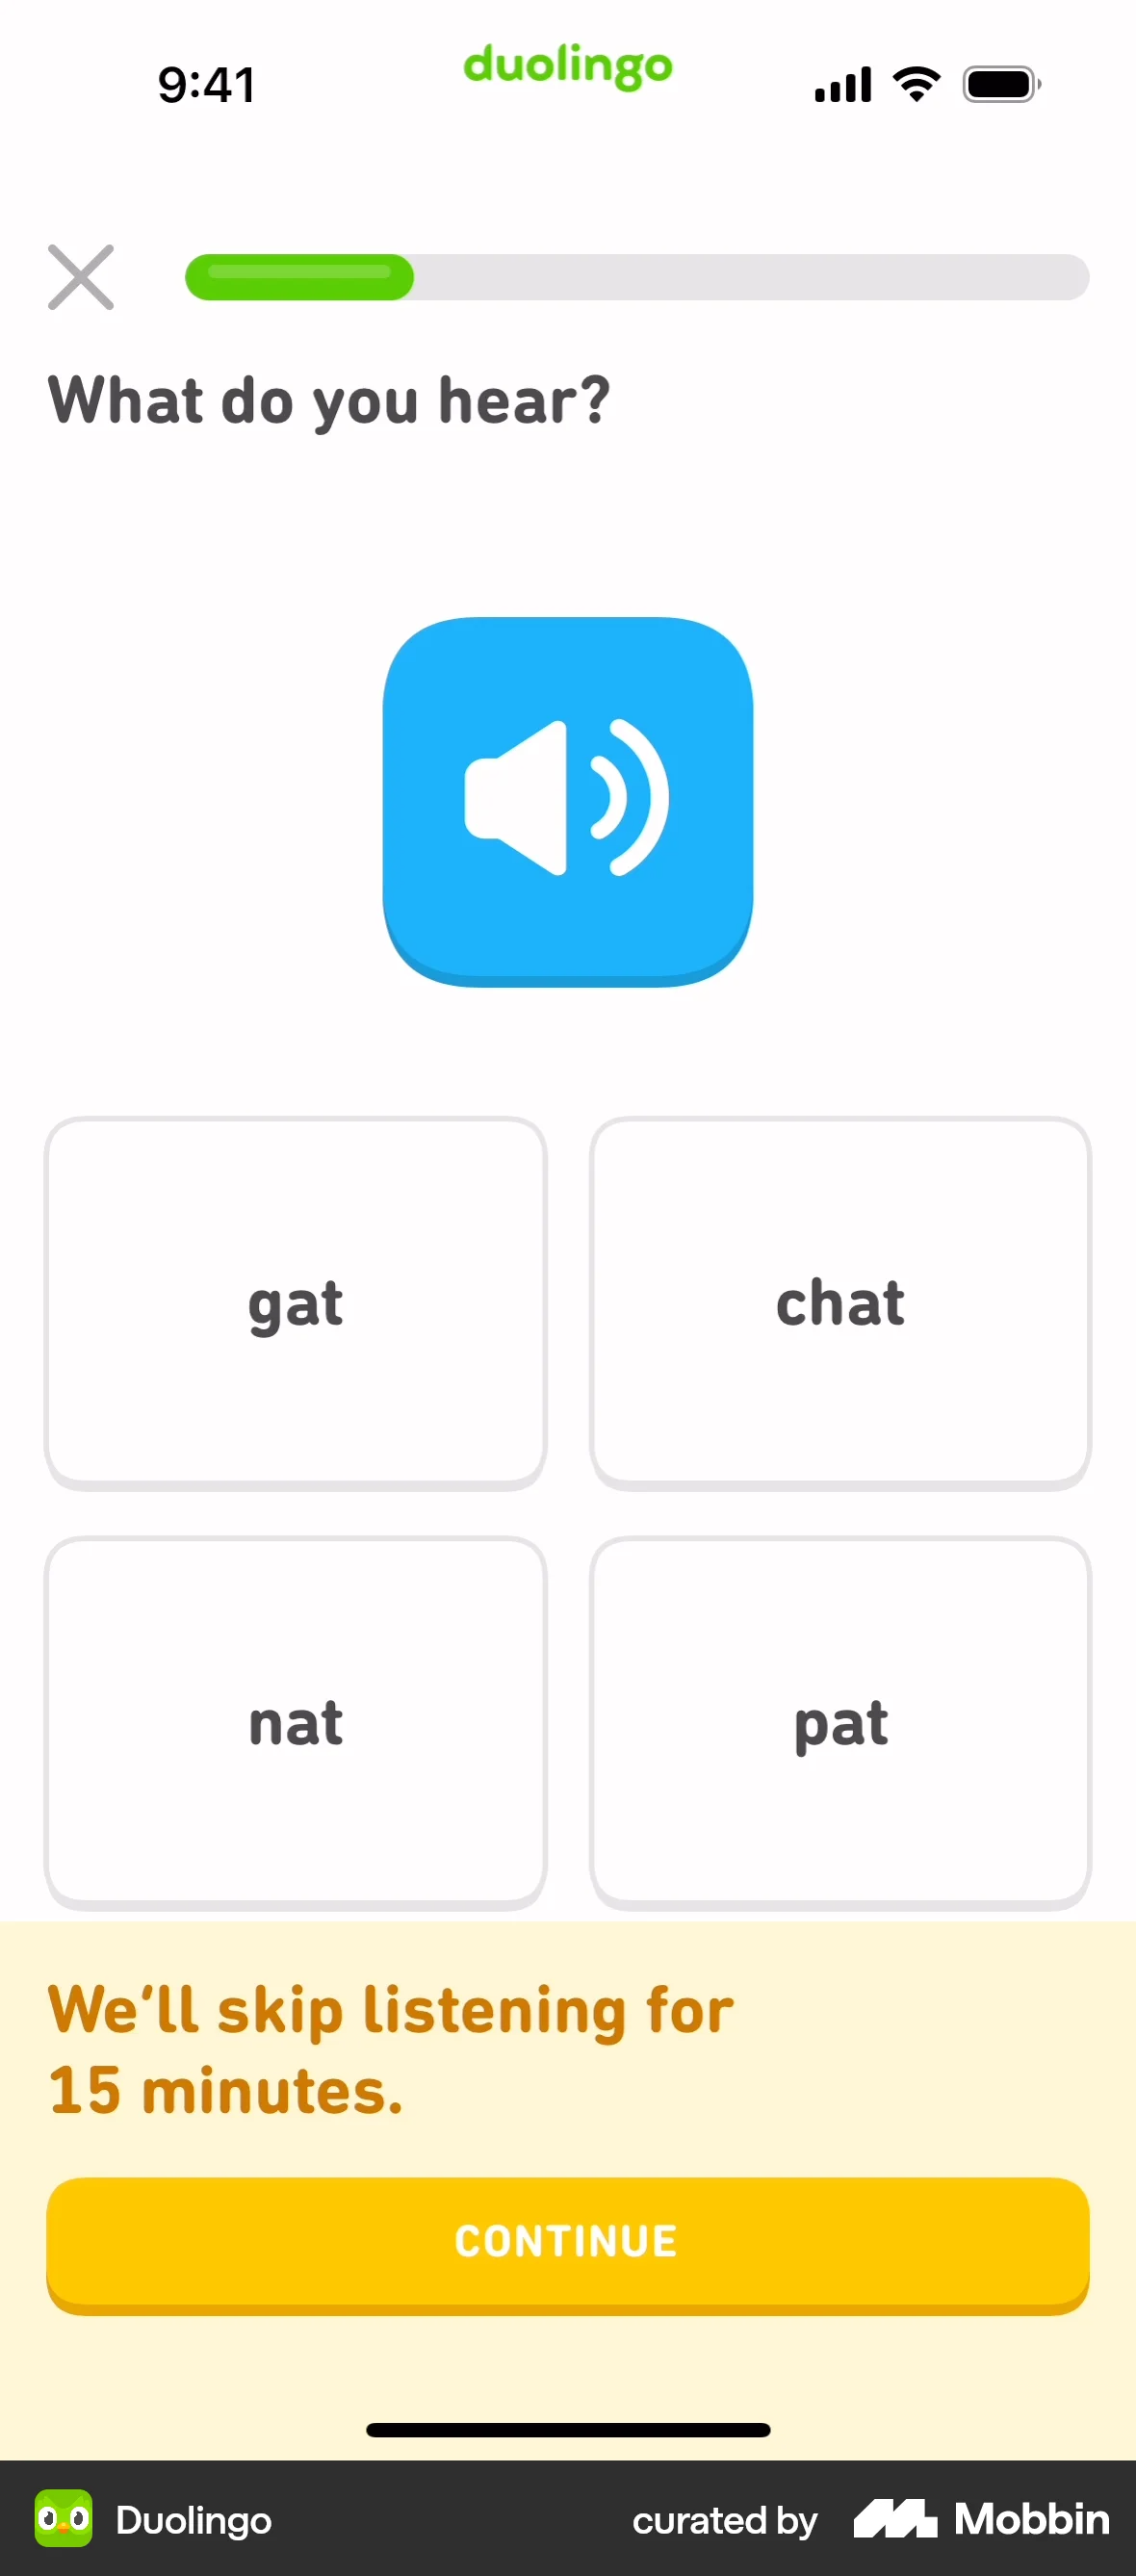 9:41
duolingo
What do you hear?
gat
chat
nat
pat
We'll skip listening for
15 minutes.
CONTINUE
Duolingo
curated by
Mobbin